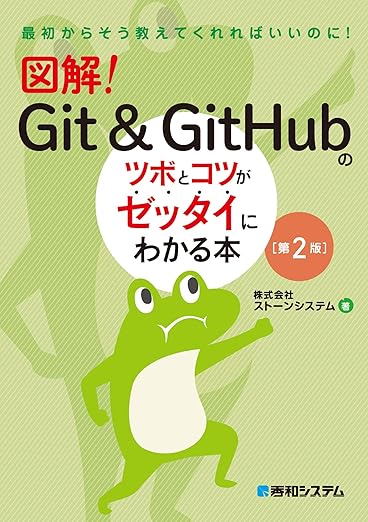 最初からそう教えてくれればいいのに！
図解！
Git & GitHubの
ツボとコツが
ゼッタイに
わかる本
［第2版］
株式会社
ストーンシステム 著
秀和システム